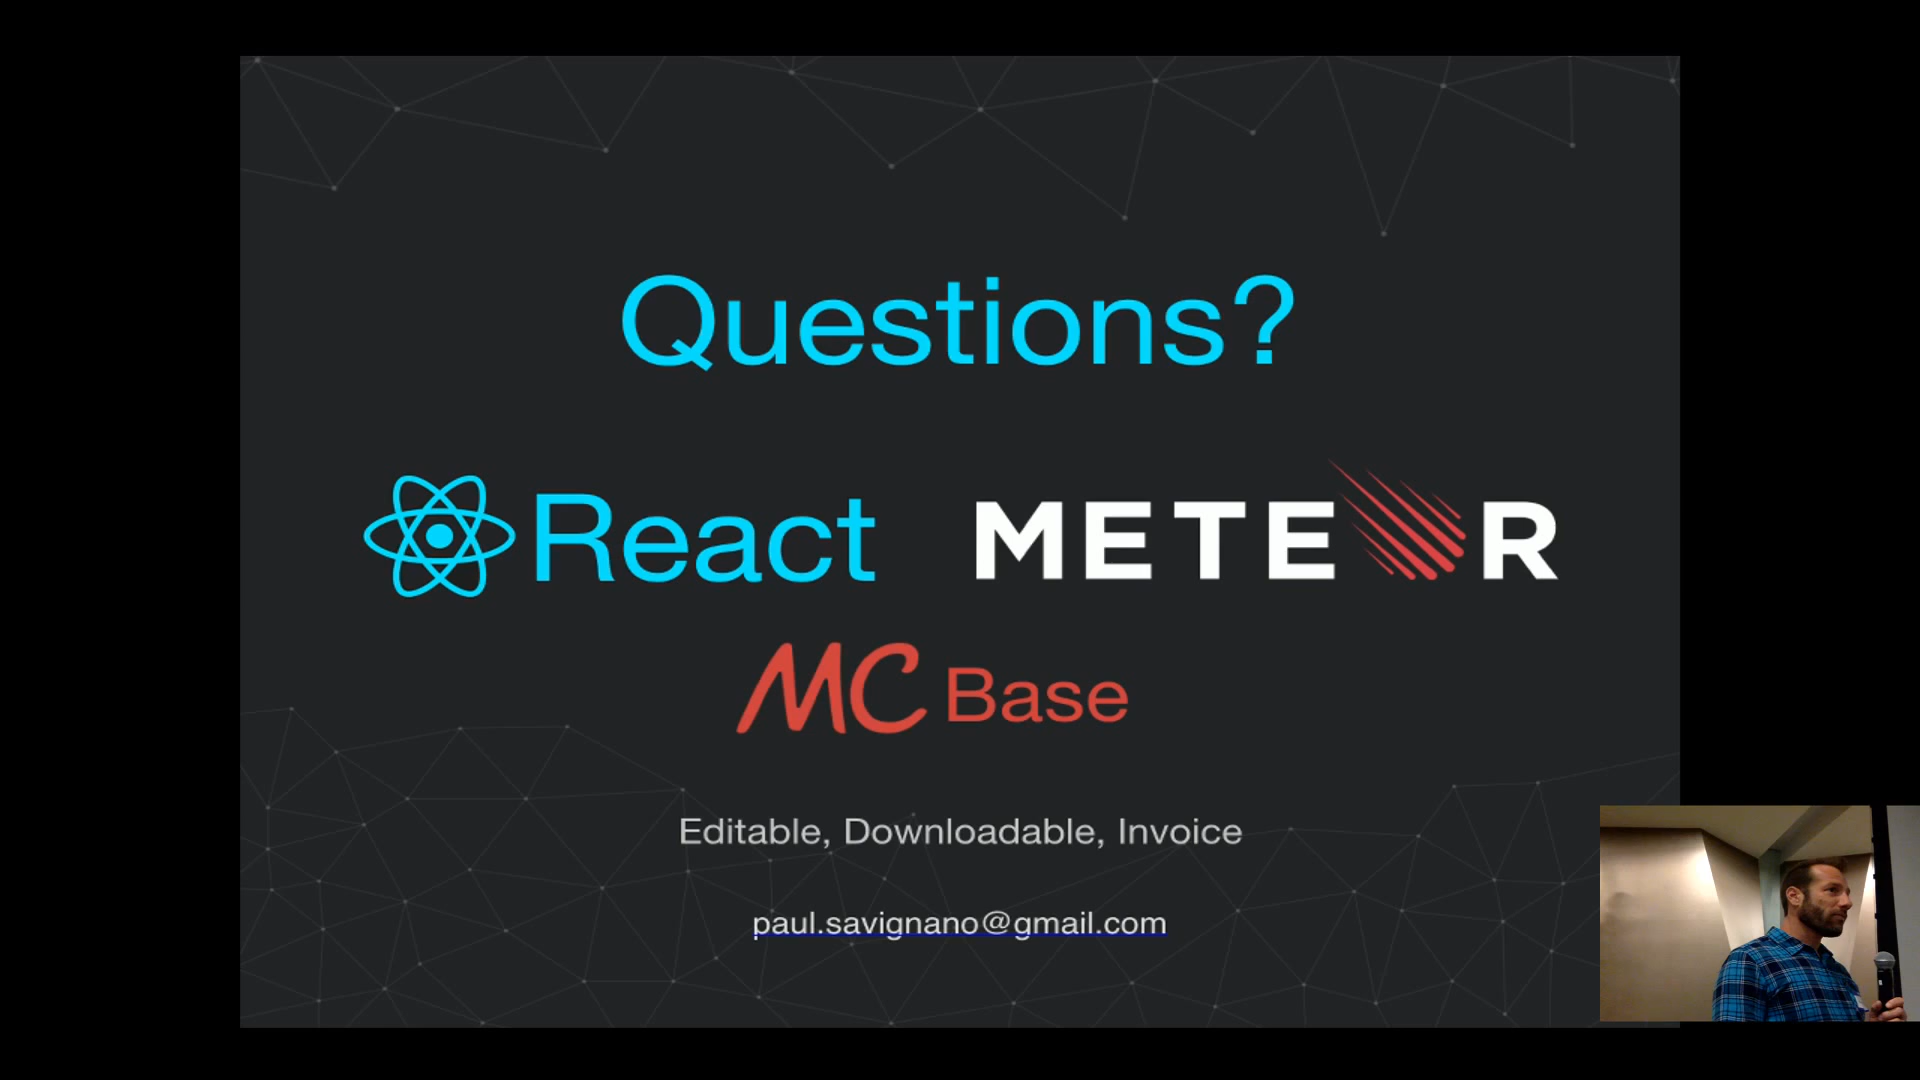 Questions?
React METEOR
MC Base
Editable, Downloadable, Invoice
paul.savignano@gmail.com